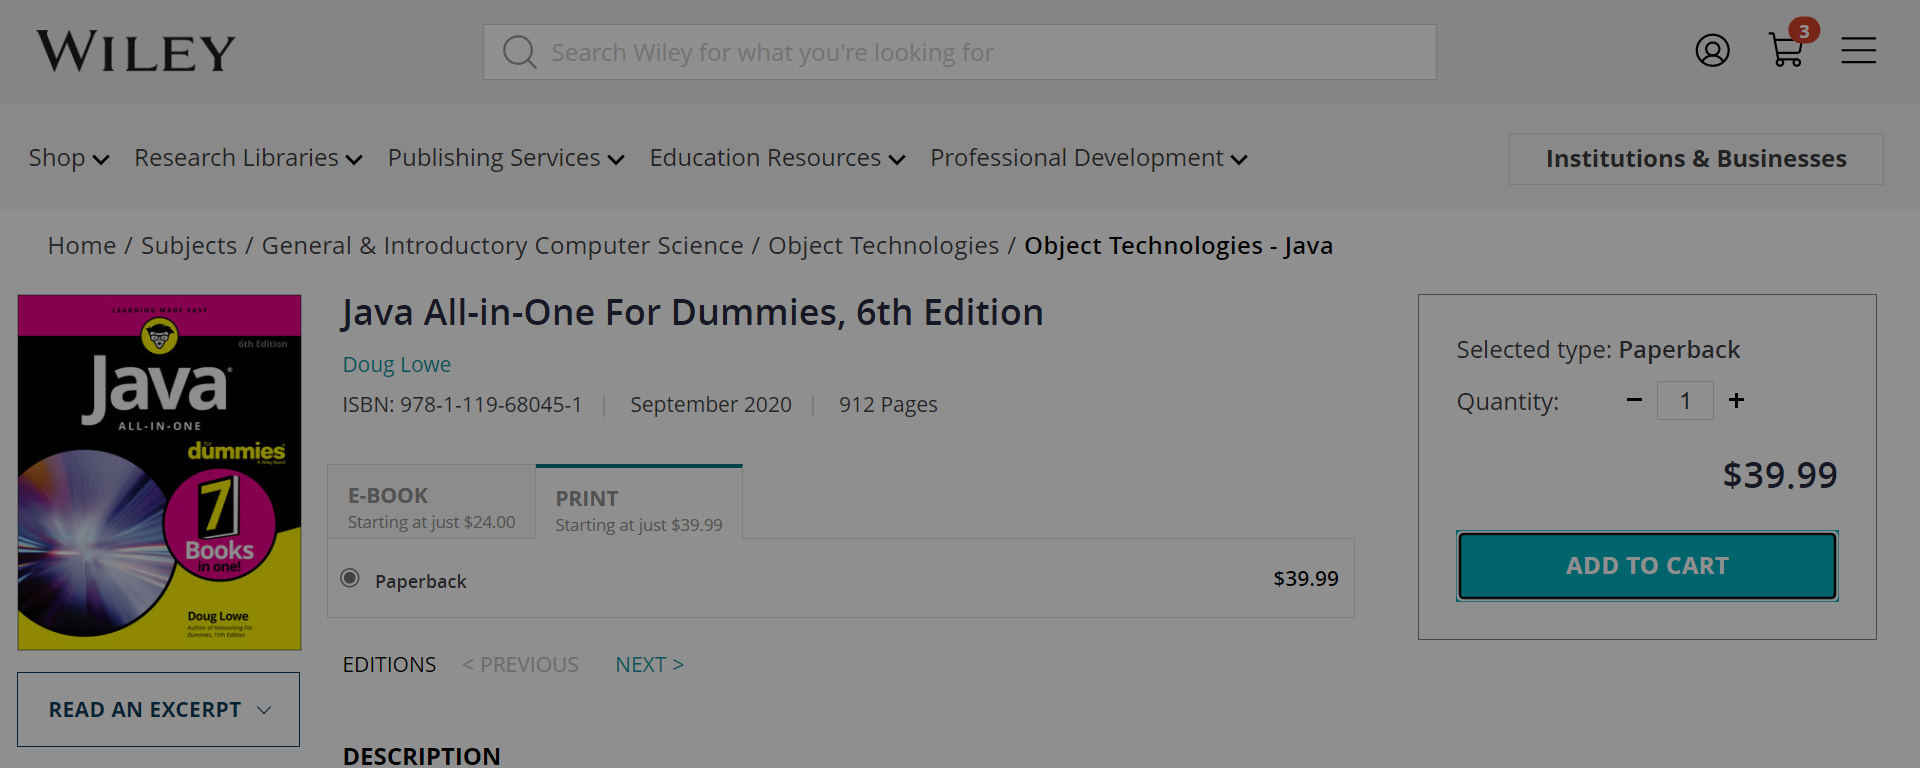 WILEY
Search Wiley for what you're looking for
3
Shop
Research Libraries
Publishing Services
Education Resources
Professional Development
Institutions & Businesses
Home / Subjects / General & Introductory Computer Science / Object Technologies / Object Technologies - Java
LEARNING MADE EASY
6th Edition
Java®
ALL-IN-ONE
for
dummies
A Wiley Brand
7
Books
in one!
Doug Lowe
Author of Networking For
Dummies, 11th Edition
READ AN EXCERPT
Java All-in-One For Dummies, 6th Edition
Doug Lowe
ISBN: 978-1-119-68045-1 | September 2020 | 912 Pages
E-BOOK
Starting at just $24.00
PRINT
Starting at just $39.99
Paperback $39.99
EDITIONS < PREVIOUS NEXT >
DESCRIPTION
Selected type: Paperback
Quantity: − 1 +
$39.99
ADD TO CART